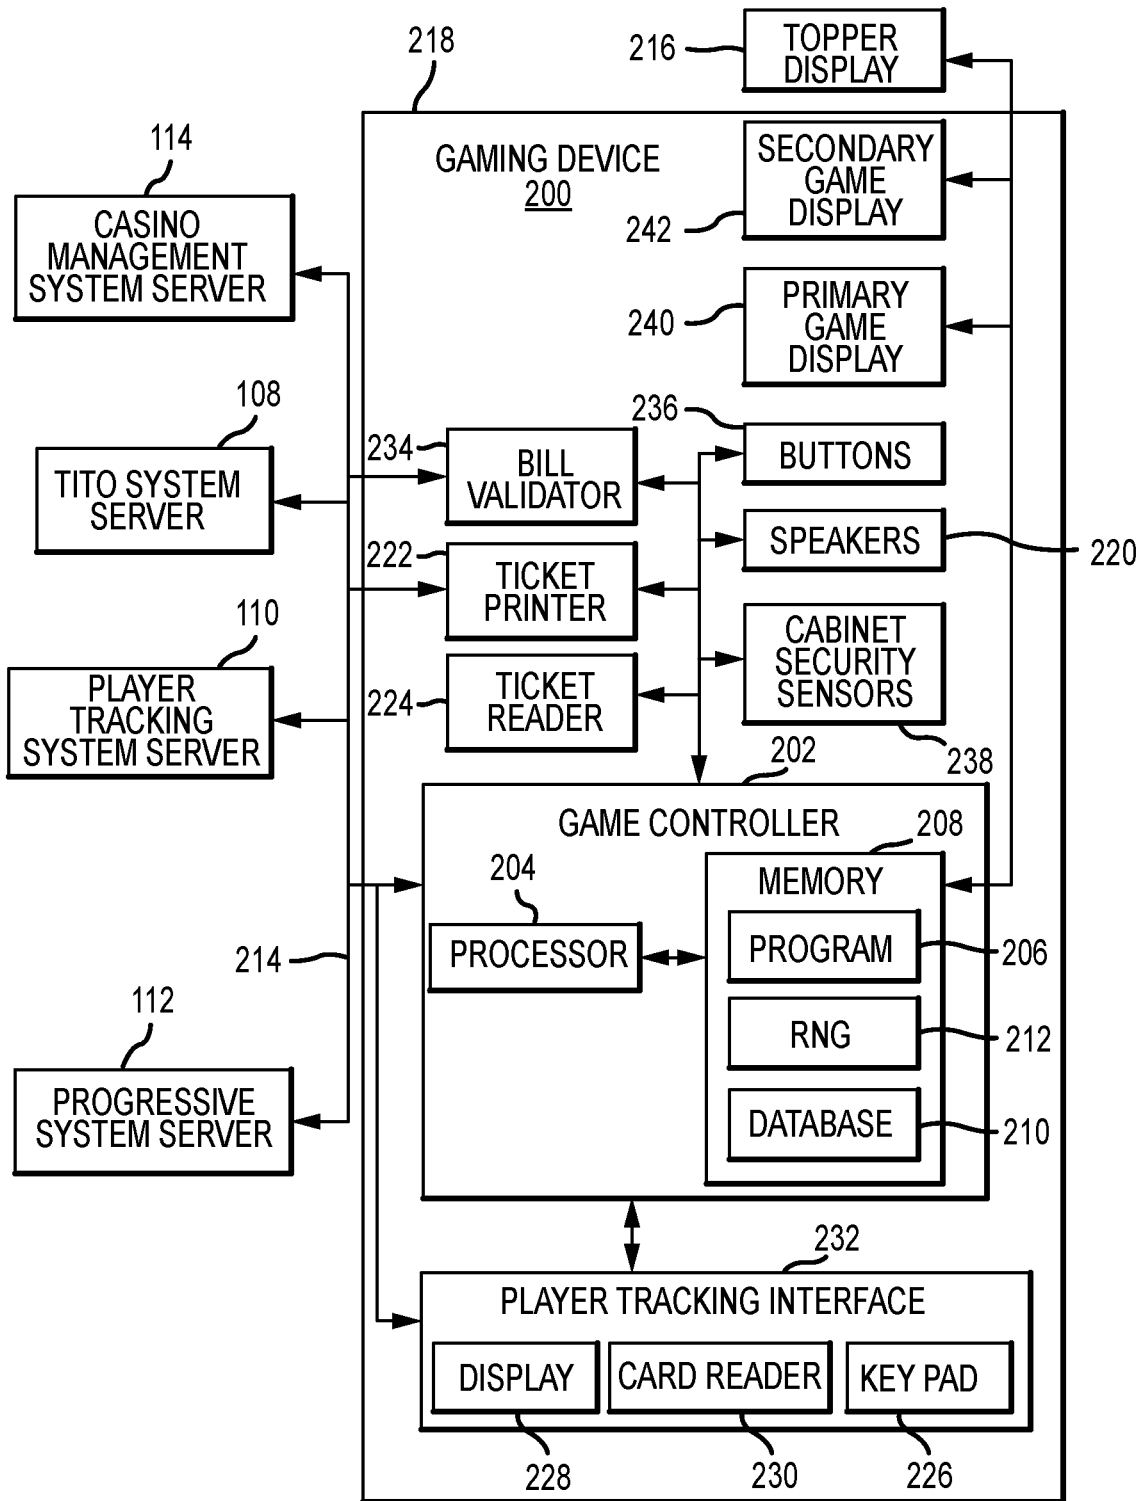 218
216
TOPPER
DISPLAY
114
CASINO
MANAGEMENT
SYSTEM SERVER
GAMING DEVICE
200
SECONDARY
GAME
DISPLAY
242
PRIMARY
GAME
DISPLAY
240
108
TITO SYSTEM
SERVER
234
BILL
VALIDATOR
236
BUTTONS
222
TICKET
PRINTER
SPEAKERS
220
110
PLAYER
TRACKING
SYSTEM SERVER
224
TICKET
READER
CABINET
SECURITY
SENSORS
238
202
GAME CONTROLLER
208
MEMORY
204
PROCESSOR
PROGRAM
206
RNG
212
DATABASE
210
214
112
PROGRESSIVE
SYSTEM SERVER
232
PLAYER TRACKING INTERFACE
DISPLAY
CARD READER
KEY PAD
228
230
226